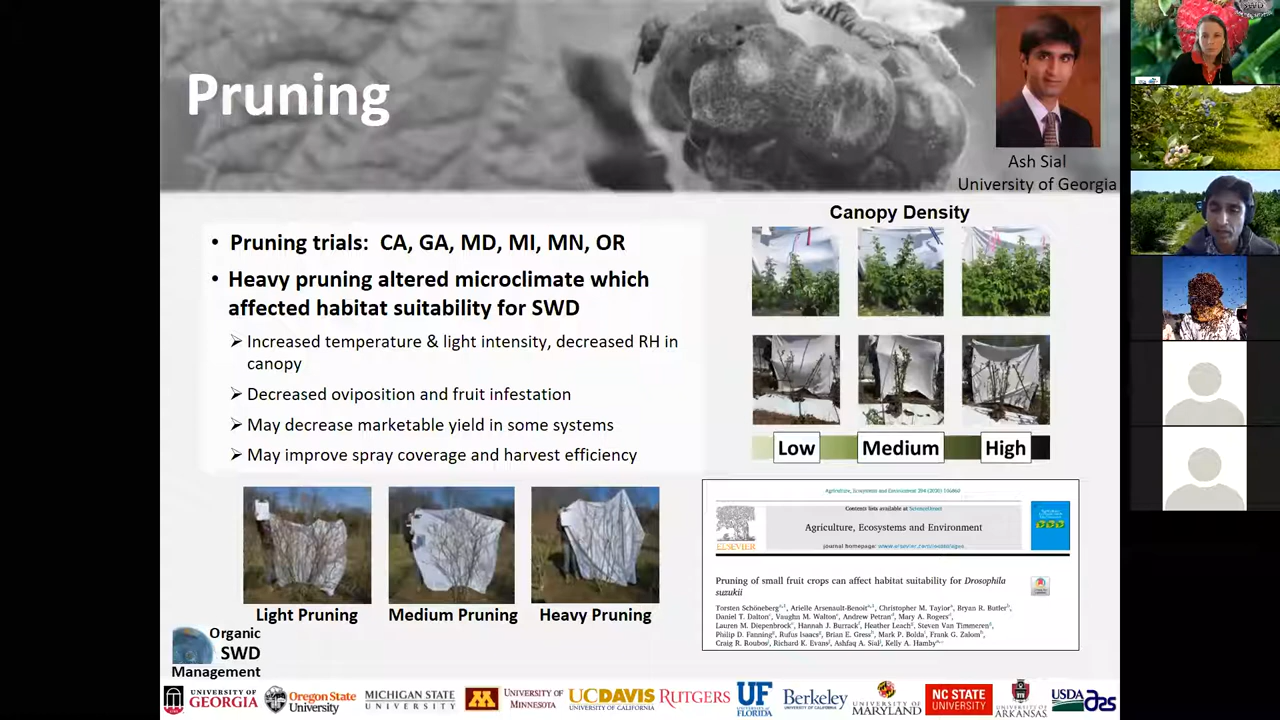 Pruning
Ash Sial
University of Georgia
• Pruning trials: CA, GA, MD, MI, MN, OR
• Heavy pruning altered microclimate which
affected habitat suitability for SWD
➢ Increased temperature & light intensity, decreased RH in
canopy
➢ Decreased oviposition and fruit infestation
➢ May decrease marketable yield in some systems
➢ May improve spray coverage and harvest efficiency
Canopy Density
Low Medium High
Light Pruning Medium Pruning Heavy Pruning
Agriculture, Ecosystems and Environment 294 (2020) 106860
Contents lists available at ScienceDirect
Agriculture, Ecosystems and Environment
journal homepage: www.elsevier.com/locate/agee
ELSEVIER
Pruning of small fruit crops can affect habitat suitability for Drosophila
suzukii
Torsten Schöneberg, Arielle Arsenault-Benoit, Christopher M. Taylor, Bryan R. Butler,
Daniel T. Dalton, Vaughn M. Walton, Andrew Petran, Mary A. Rogers,
Lauren M. Diepenbrock, Hannah J. Burrack, Heather Leach, Steven Van Timmeren,
Philip D. Fanning, Rufus Isaacs, Brian E. Gress, Mark P. Bolda, Frank G. Zalom,
Craig R. Roubos, Richard K. Evans, Ashfaq A. Sial, Kelly A. Hamby
Organic
SWD
Management
UNIVERSITY OF
GEORGIA
Oregon State
University
MICHIGAN STATE
UNIVERSITY
UNIVERSITY OF
MINNESOTA
UC DAVIS
UNIVERSITY OF CALIFORNIA
RUTGERS
UF
UNIVERSITY of
FLORIDA
Berkeley
UNIVERSITY OF CALIFORNIA
UNIVERSITY OF
MARYLAND
NC STATE
UNIVERSITY
UNIVERSITY OF
ARKANSAS
USDA ars